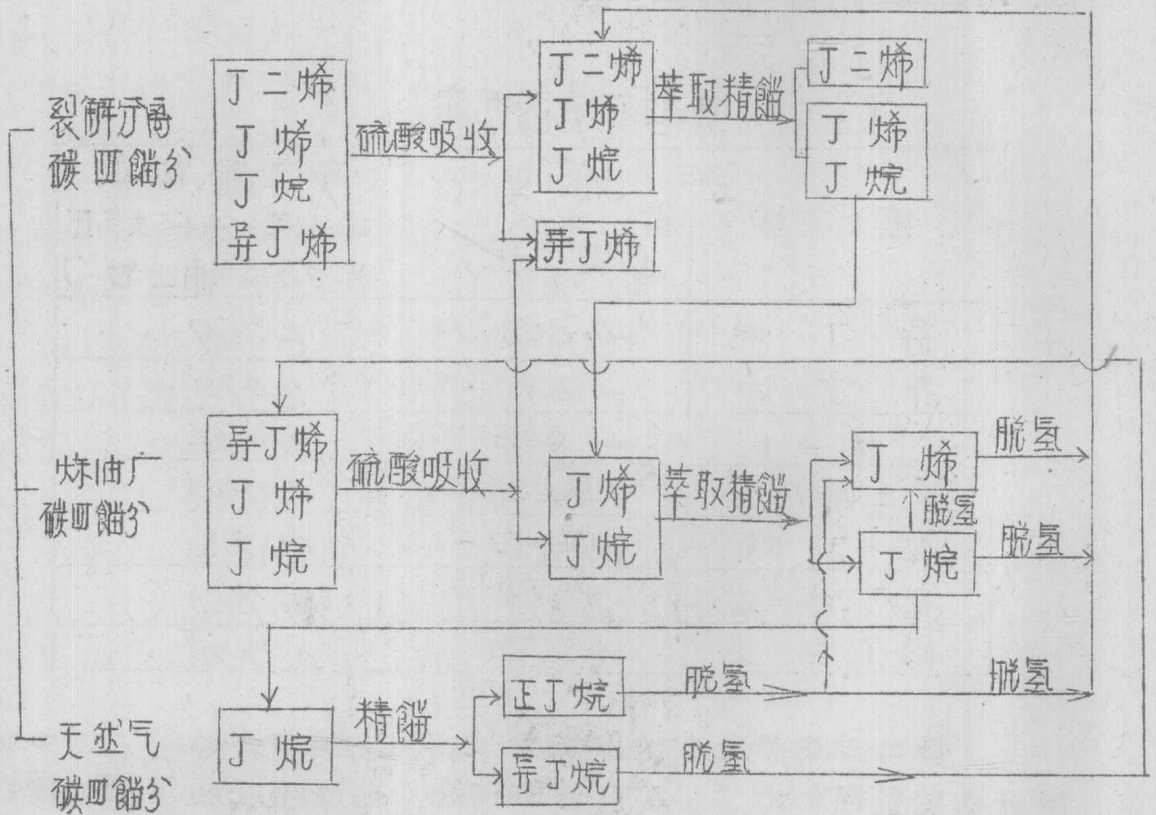 裂解分离
碳四馏分
丁二烯
丁烯
丁烷
异丁烯
硫酸吸收
丁二烯
丁烯
丁烷
异丁烯
萃取精馏
丁二烯
丁烯
丁烷
炼油厂
碳四馏分
异丁烯
丁烯
丁烷
硫酸吸收
丁烯
丁烷
萃取精馏
丁烯
脱氢
脱氢
丁烷
脱氢
天然气
碳四馏分
丁烷
精馏
正丁烷
脱氢
脱氢
异丁烷
脱氢